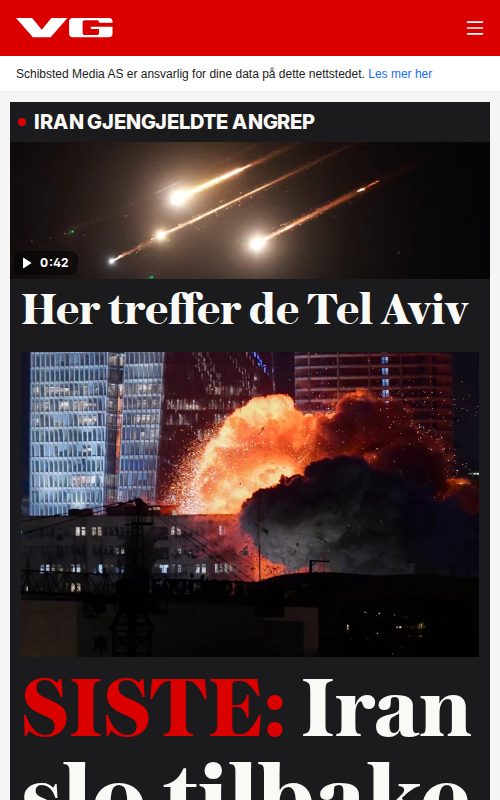 VG
Schibsted Media AS er ansvarlig for dine data på dette nettstedet. Les mer her
IRAN GJENGJELDTE ANGREP
0:42
Her treffer de Tel Aviv
SISTE: Iran
slo tilbake